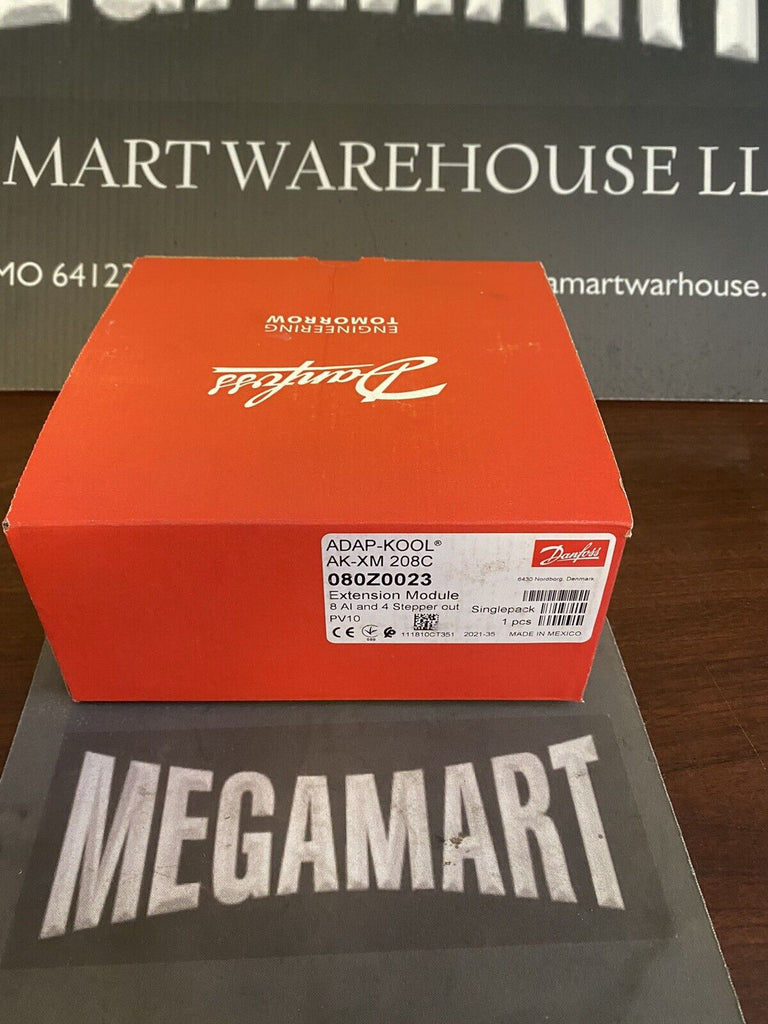 MART WAREHOUSE LL
MO 6412
amartwarhouse.
ENGINEERING
TOMORROW
Danfoss
ADAP-KOOL®
AK-XM 208C
080Z0023
Extension Module
8 AI and 4 Stepper out
PV10
Danfoss
6430 Nordborg, Denmark
Singlepack
1 pcs
CE
111810CT351 2021-35 MADE IN MEXICO
MEGAMART